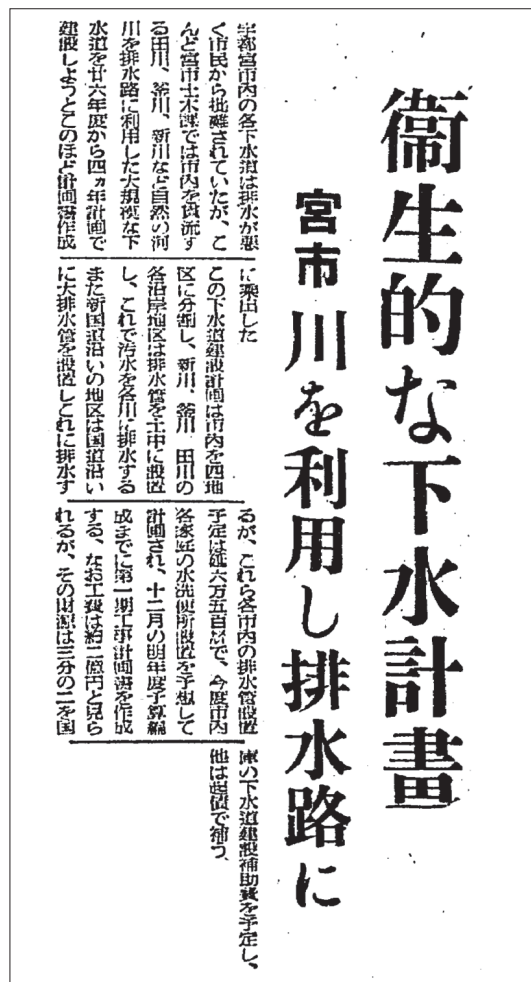 衞生的な下水計畫
宮市 川を利用し排水路に
宇都宮市内の各下水道は排水が悪
く市民から批難されていたが、こ
んど宮市土木課では市内を貫流す
る田川、釜川、新川など自然の河
川を排水路に利用した大規模な下
水道を廿六年度から四ヵ年計画で
建設しようとこのほど計画書作成
に乗出した
この下水道建設計画は市内を四地
区に分割し、新川、釜川、田川の
各沿岸地区は排水管を土中に設置
し、これで汚水を各川に排水する
また新国道沿いの地区は国道沿い
に大排水管を設置しこれに排水す
るが、これら各市内の排水管設置
予定は延六万五百㍍で、今度市内
各家庭の水洗便所設置を予想して
計画され、十二月の明年度予算編
成までに第一期工事計画書を作成
する、なお工費は約二億円と見ら
れるが、その財源は三分の二を国
庫の下水道建設補助費を予定し、
他は起債で補う、